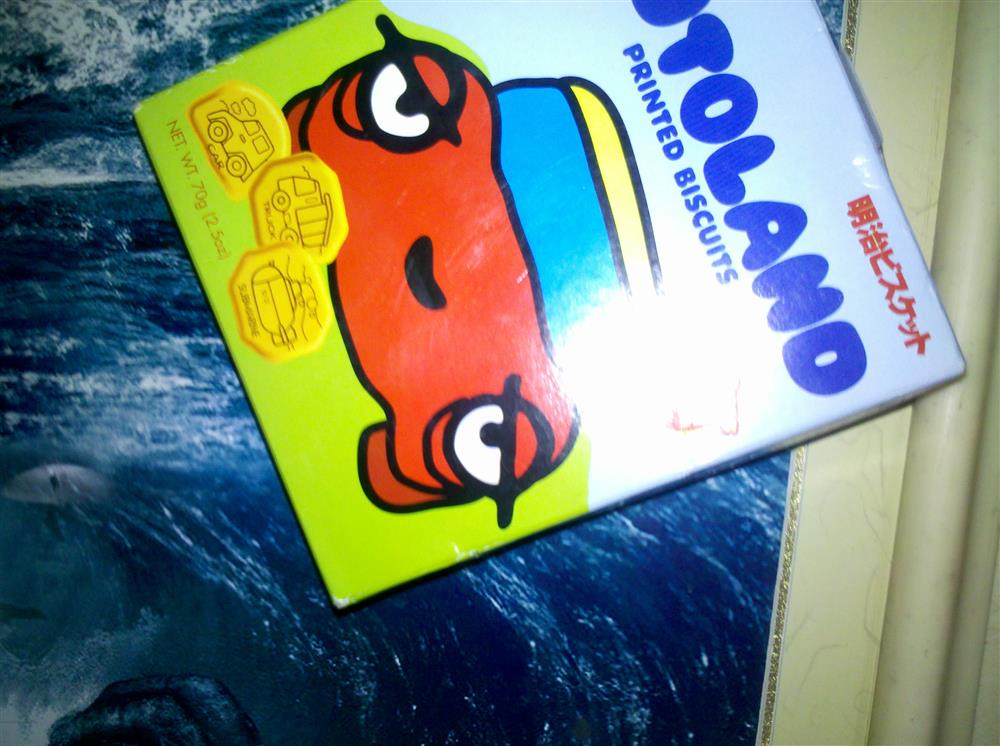 明治ビスケット
OTOLAND
PRINTED BISCUITS
CAR
TRUCK
SUBMARINE
NET. WT. 70g (2.5oz)